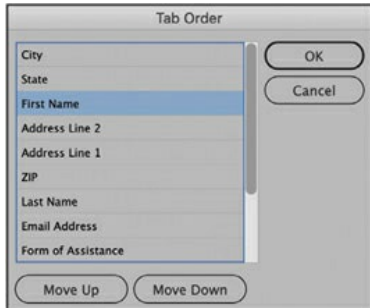 Tab Order
City
State
First Name
Address Line 2
Address Line 1
ZIP
Last Name
Email Address
Form of Assistance
OK
Cancel
Move Up
Move Down